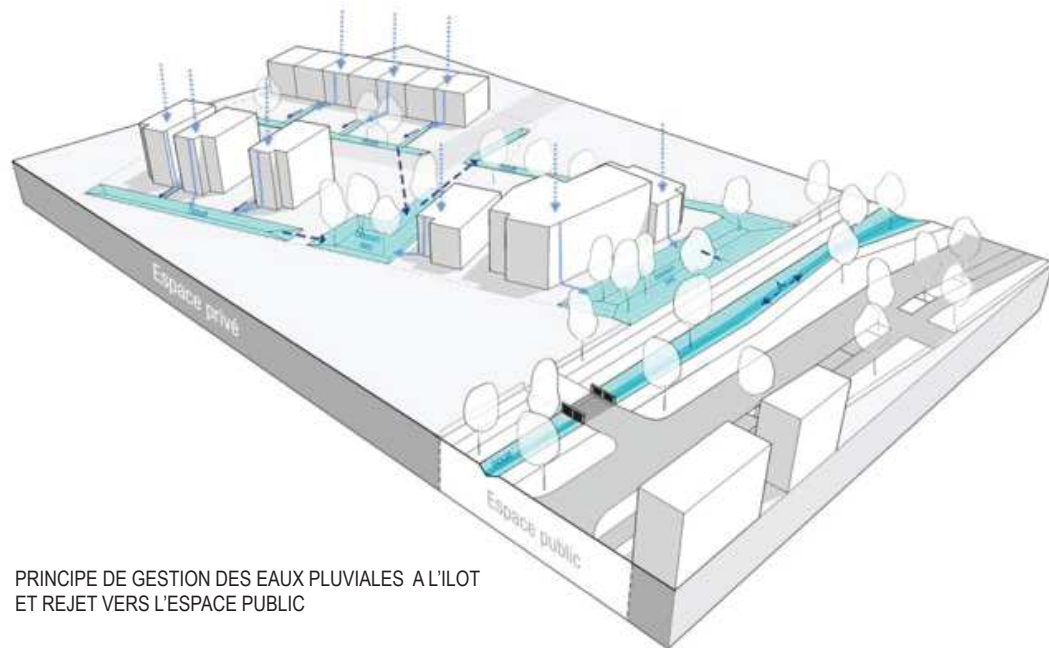 Espace privé
Espace public
PRINCIPE DE GESTION DES EAUX PLUVIALES A L'ILOT
ET REJET VERS L'ESPACE PUBLIC